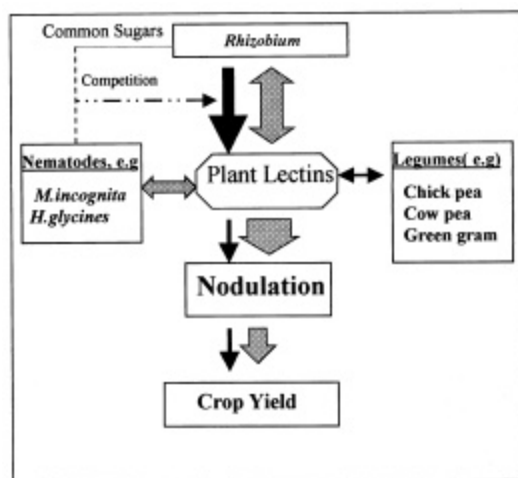 Common Sugars
Rhizobium
Competition
Nematodes, e.g
M.incognita
H.glycines
Plant Lectins
Legumes( e.g)
Chick pea
Cow pea
Green gram
Nodulation
Crop Yield